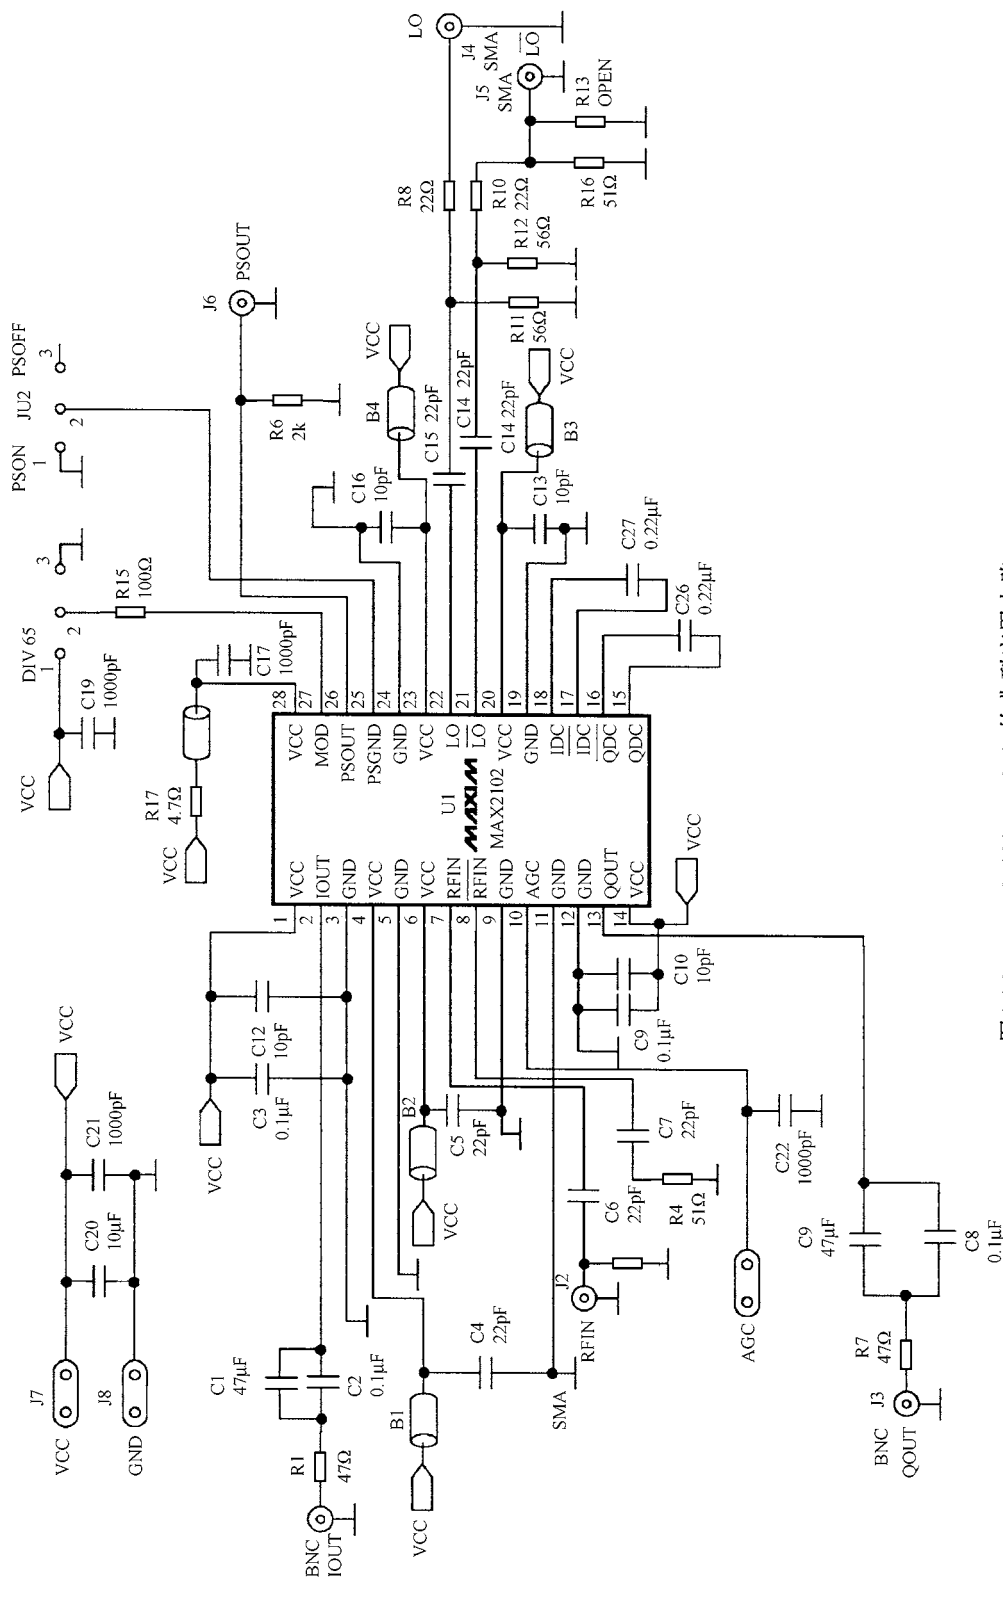 LO
J4
SMA
LO
J5
SMA
R13
OPEN
R16
51Ω
R8
22Ω
R10
22Ω
R12
56Ω
R11
56Ω
PSOFF
3
JU2
2
PSON
1
J6
PSOUT
R6
2k
VCC
B4
C15 22pF
C14 22pF
C14 22pF
VCC
B3
C16
10pF
C13
10pF
C27
0.22µF
C26
0.22µF
3
DIV 65
2
1
R15
100Ω
C19
1000pF
VCC
C17
1000pF
R17
4.7Ω
VCC
28
27
26
25
24
23
22
21
20
19
18
17
16
15
VCC
MOD
PSOUT
PSGND
GND
VCC
LO
LO
VCC
GND
IDC
IDC
QDC
QDC
U1
MAXIM
MAX2102
VCC
IOUT
GND
VCC
GND
VCC
RFIN
RFIN
GND
AGC
GND
GND
QOUT
VCC
1
2
3
4
5
6
7
8
9
10
11
12
13
14
VCC
C10
10pF
C9
0.1µF
VCC
C21
1000pF
C20
10µF
J7
VCC
J8
GND
C12
10pF
C3
0.1µF
VCC
B2
VCC
C5
22pF
C7
22pF
C6
22pF
R4
51Ω
C22
1000pF
AGC
J2
RFIN
SMA
C4
22pF
B1
VCC
C1
47µF
C2
0.1µF
R1
47Ω
BNC
IOUT
C9
47µF
C8
0.1µF
R7
47Ω
J3
BNC
QOUT